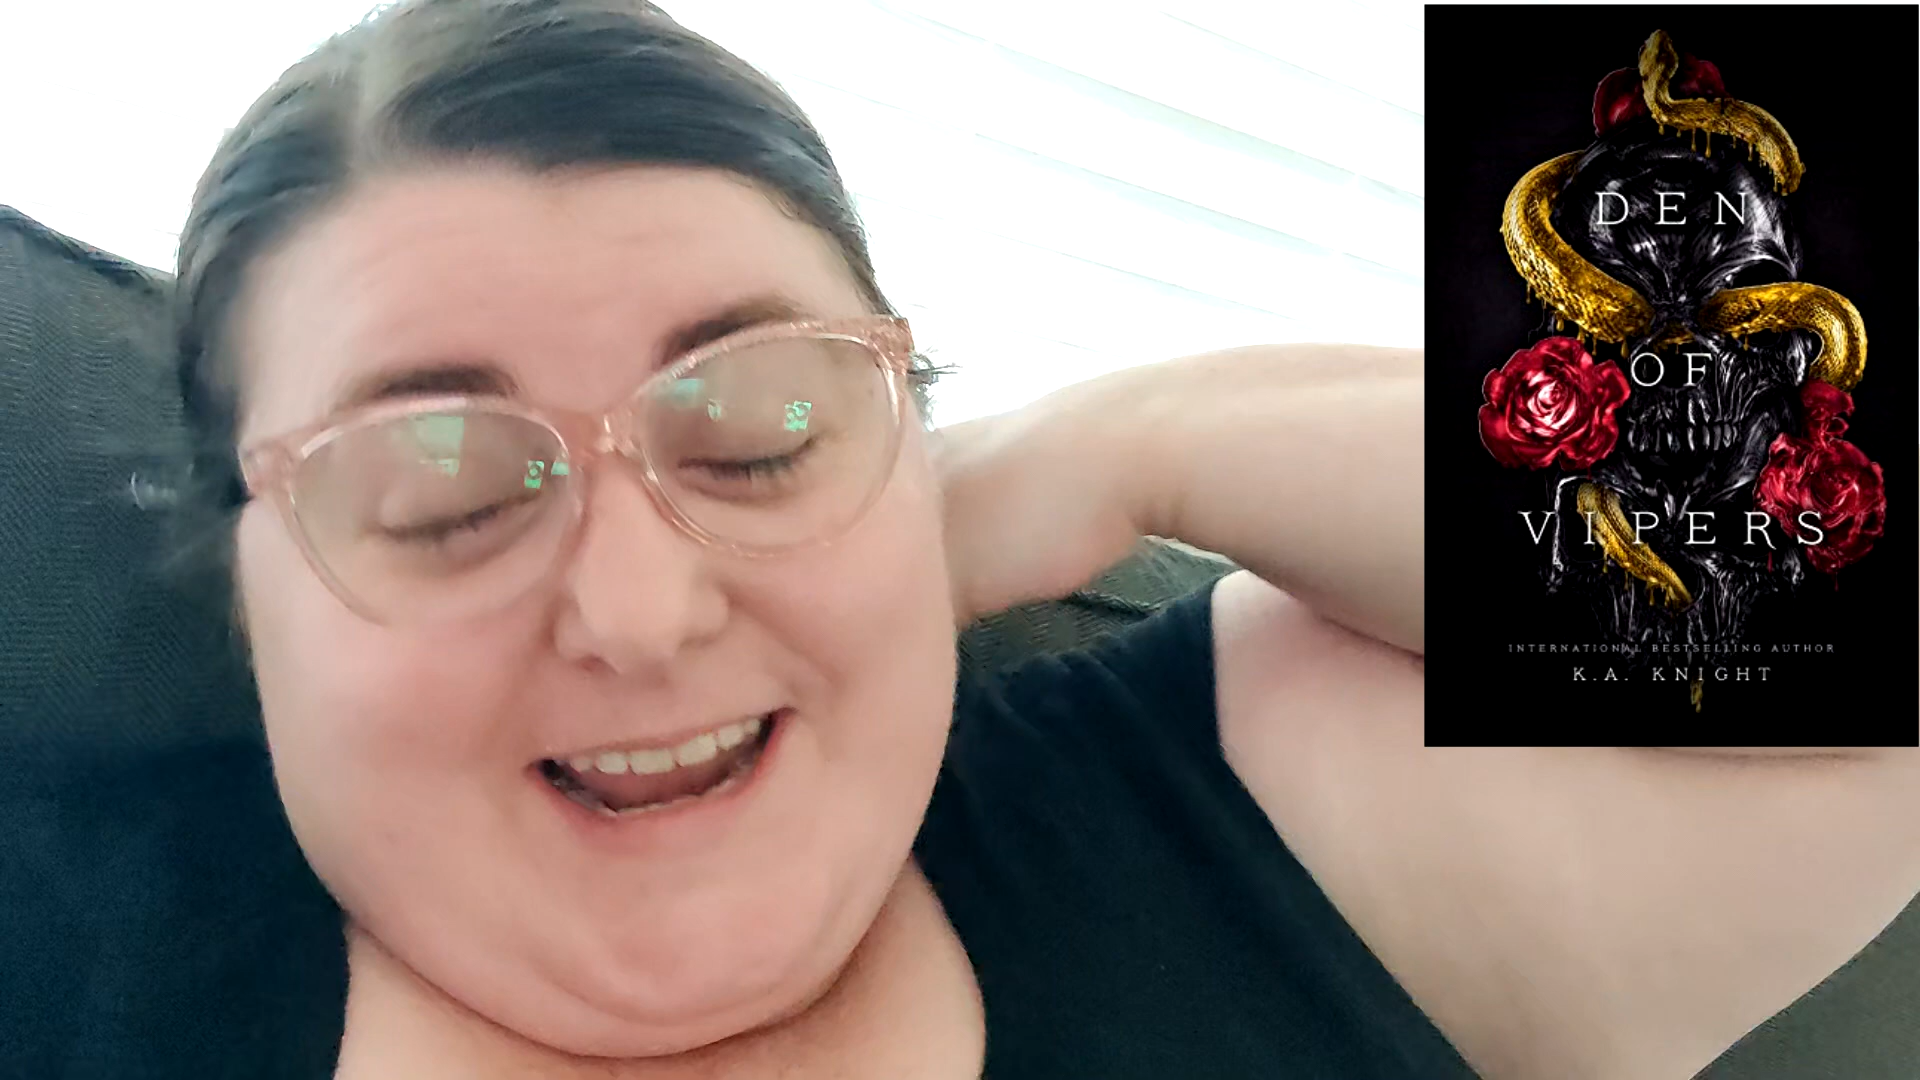 DEN
OF
VIPERS
INTERNATIONAL BESTSELLING AUTHOR
K.A. KNIGHT